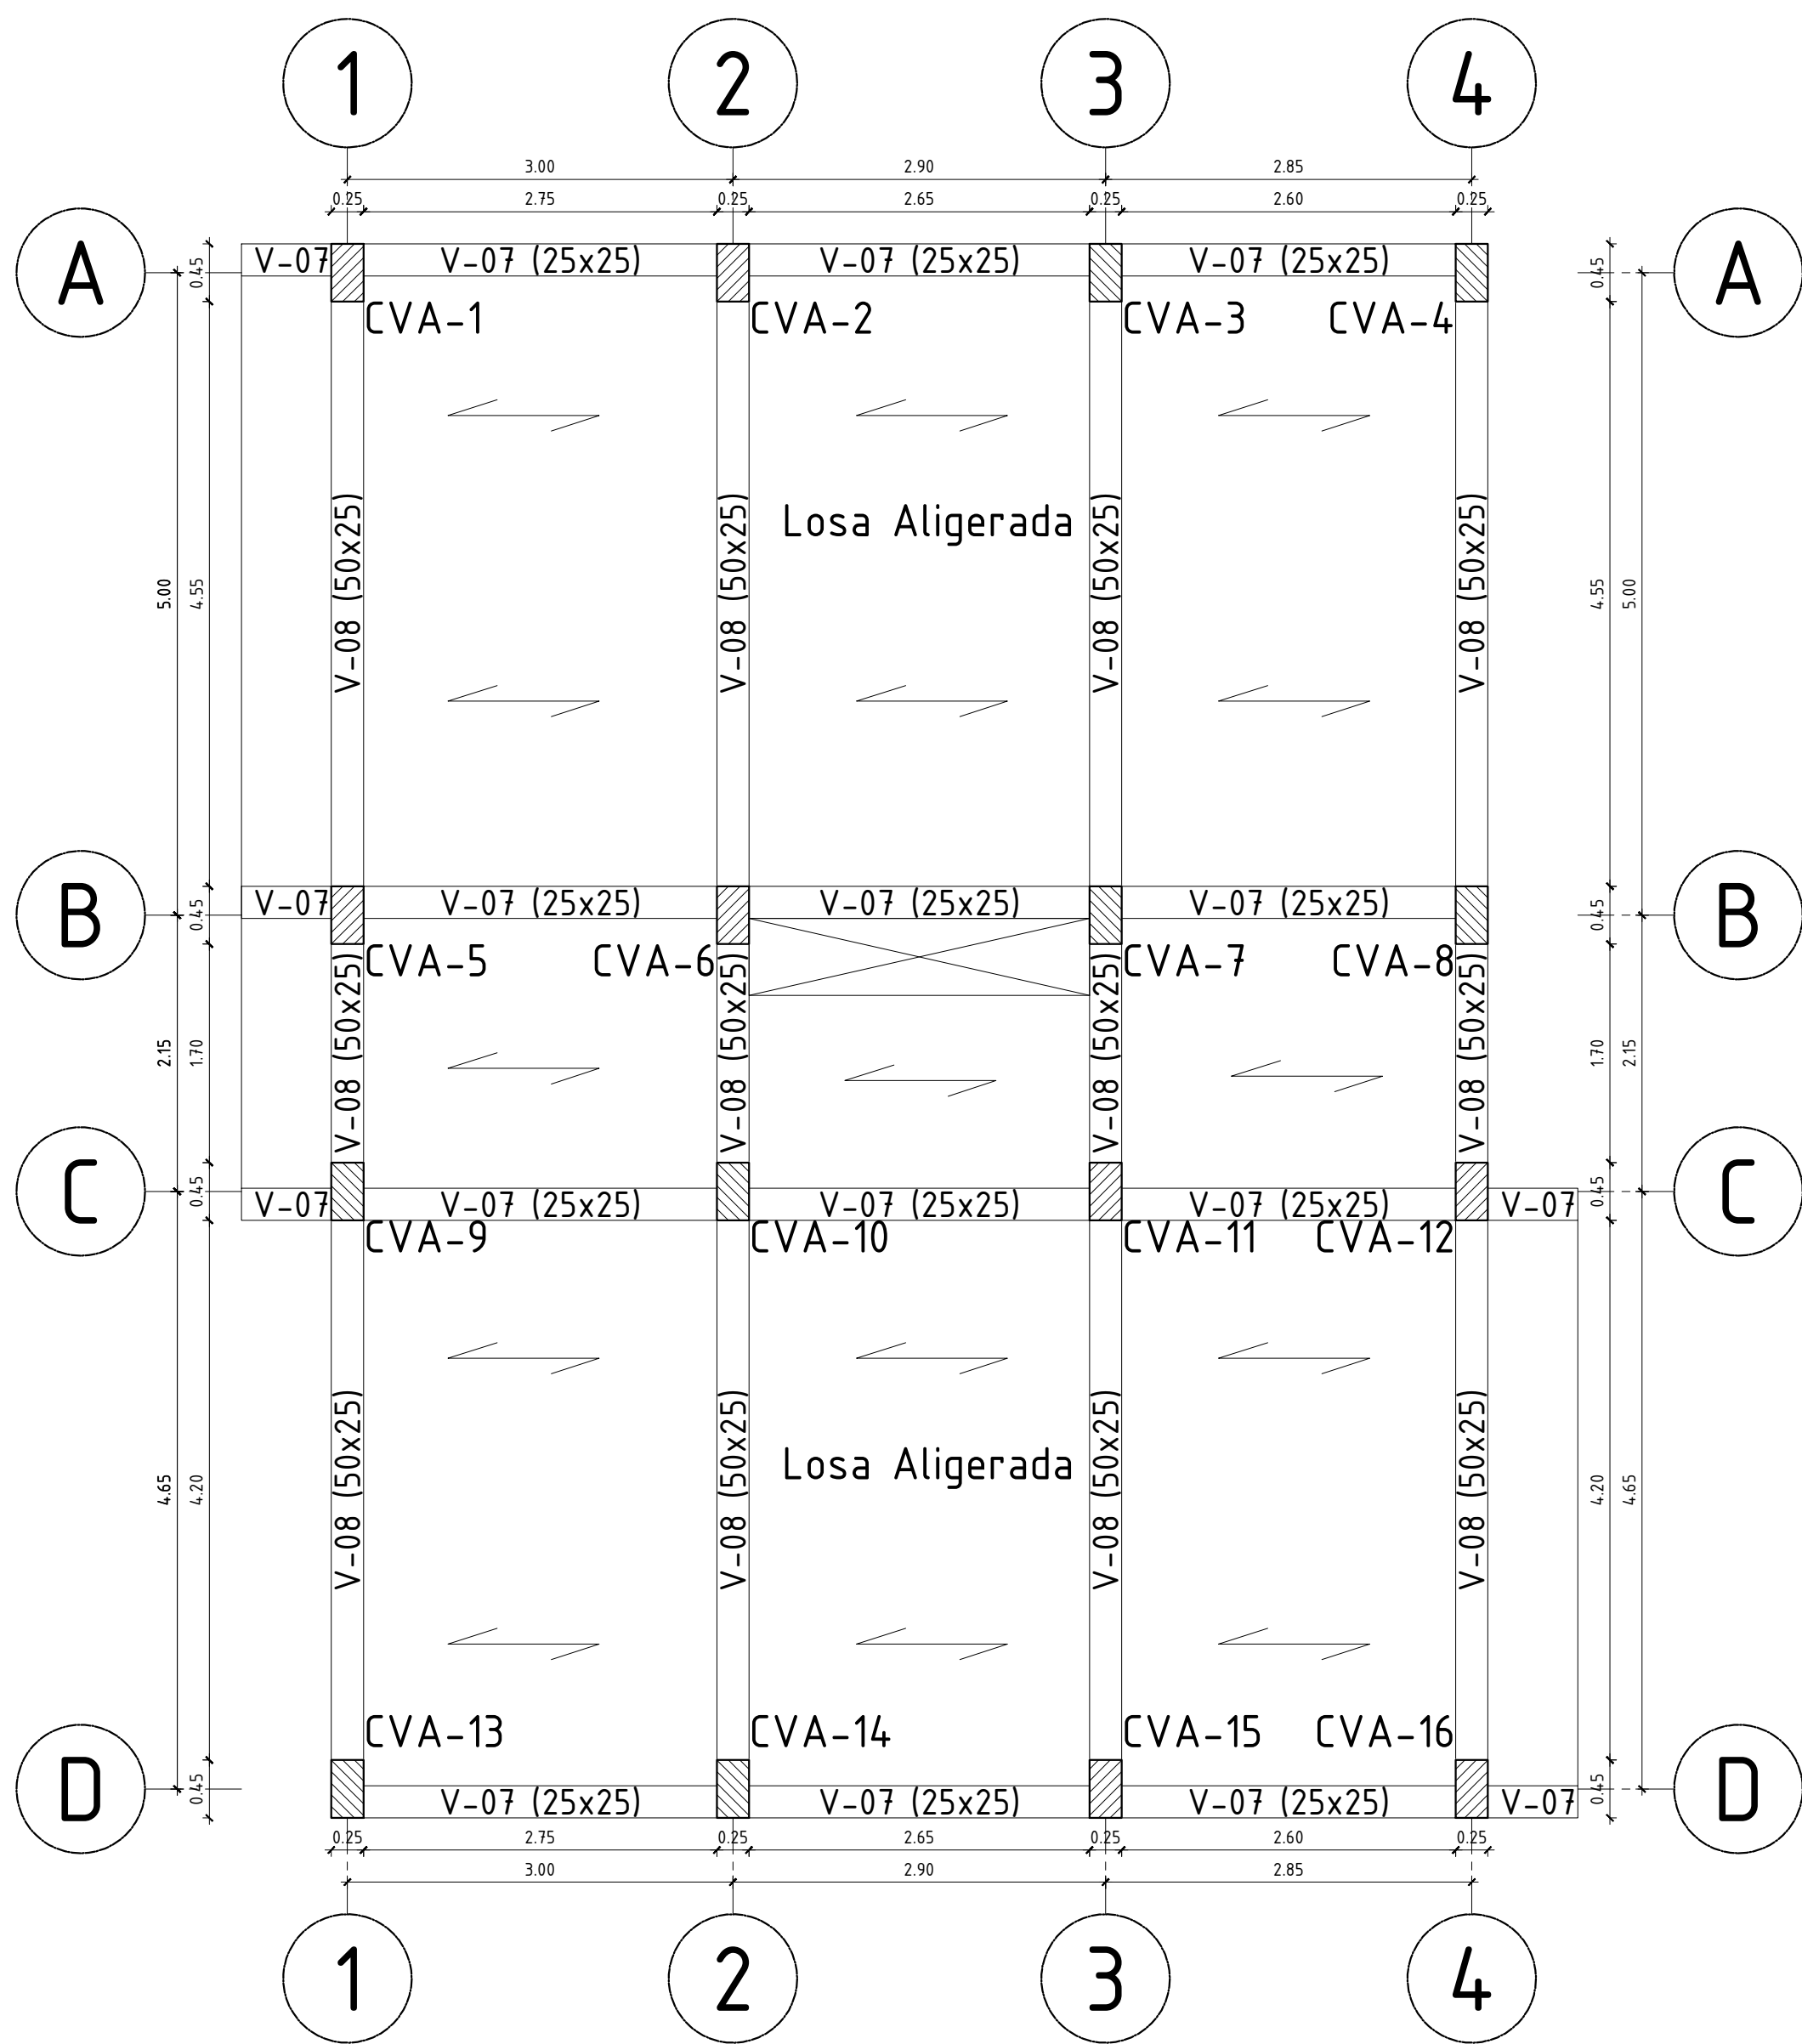 1 2 3 4
3.00 2.90 2.85
0.25 2.75 0.25 2.65 0.25 2.60 0.25
A V-07 V-07 (25x25) V-07 (25x25) V-07 (25x25) A
0.45 0.45
CVA-1 CVA-2 CVA-3 CVA-4
Losa Aligerada
V-08 (50x25) V-08 (50x25) V-08 (50x25) V-08 (50x25)
5.00 4.55 4.55 5.00
B V-07 V-07 (25x25) V-07 (25x25) V-07 (25x25) B
0.45 0.45
CVA-5 CVA-6 CVA-7 CVA-8
V-08 (50x25) V-08 (50x25) V-08 (50x25) V-08 (50x25)
2.15 1.70 1.70 2.15
C V-07 V-07 (25x25) V-07 (25x25) V-07 (25x25) V-07 C
0.45 0.45
CVA-9 CVA-10 CVA-11 CVA-12
Losa Aligerada
V-08 (50x25) V-08 (50x25) V-08 (50x25) V-08 (50x25)
4.65 4.20 4.20 4.65
CVA-13 CVA-14 CVA-15 CVA-16
D V-07 (25x25) V-07 (25x25) V-07 (25x25) V-07 D
0.45 0.45
0.25 2.75 0.25 2.65 0.25 2.60 0.25
3.00 2.90 2.85
1 2 3 4